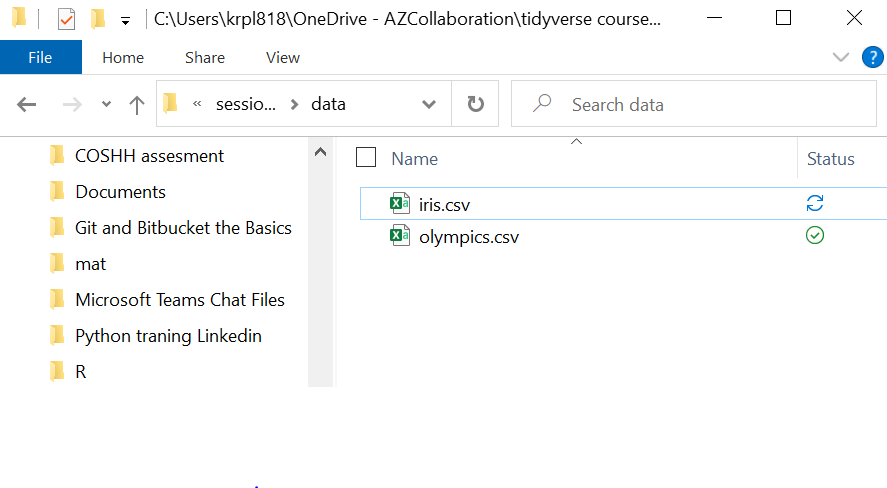 C:\Users\krpl818\OneDrive - AZCollaboration\tidyverse course...
File Home Share View
« sessio... > data Search data
Name Status
COSHH assesment
Documents
Git and Bitbucket the Basics
mat
Microsoft Teams Chat Files
Python traning Linkedin
R
iris.csv
olympics.csv